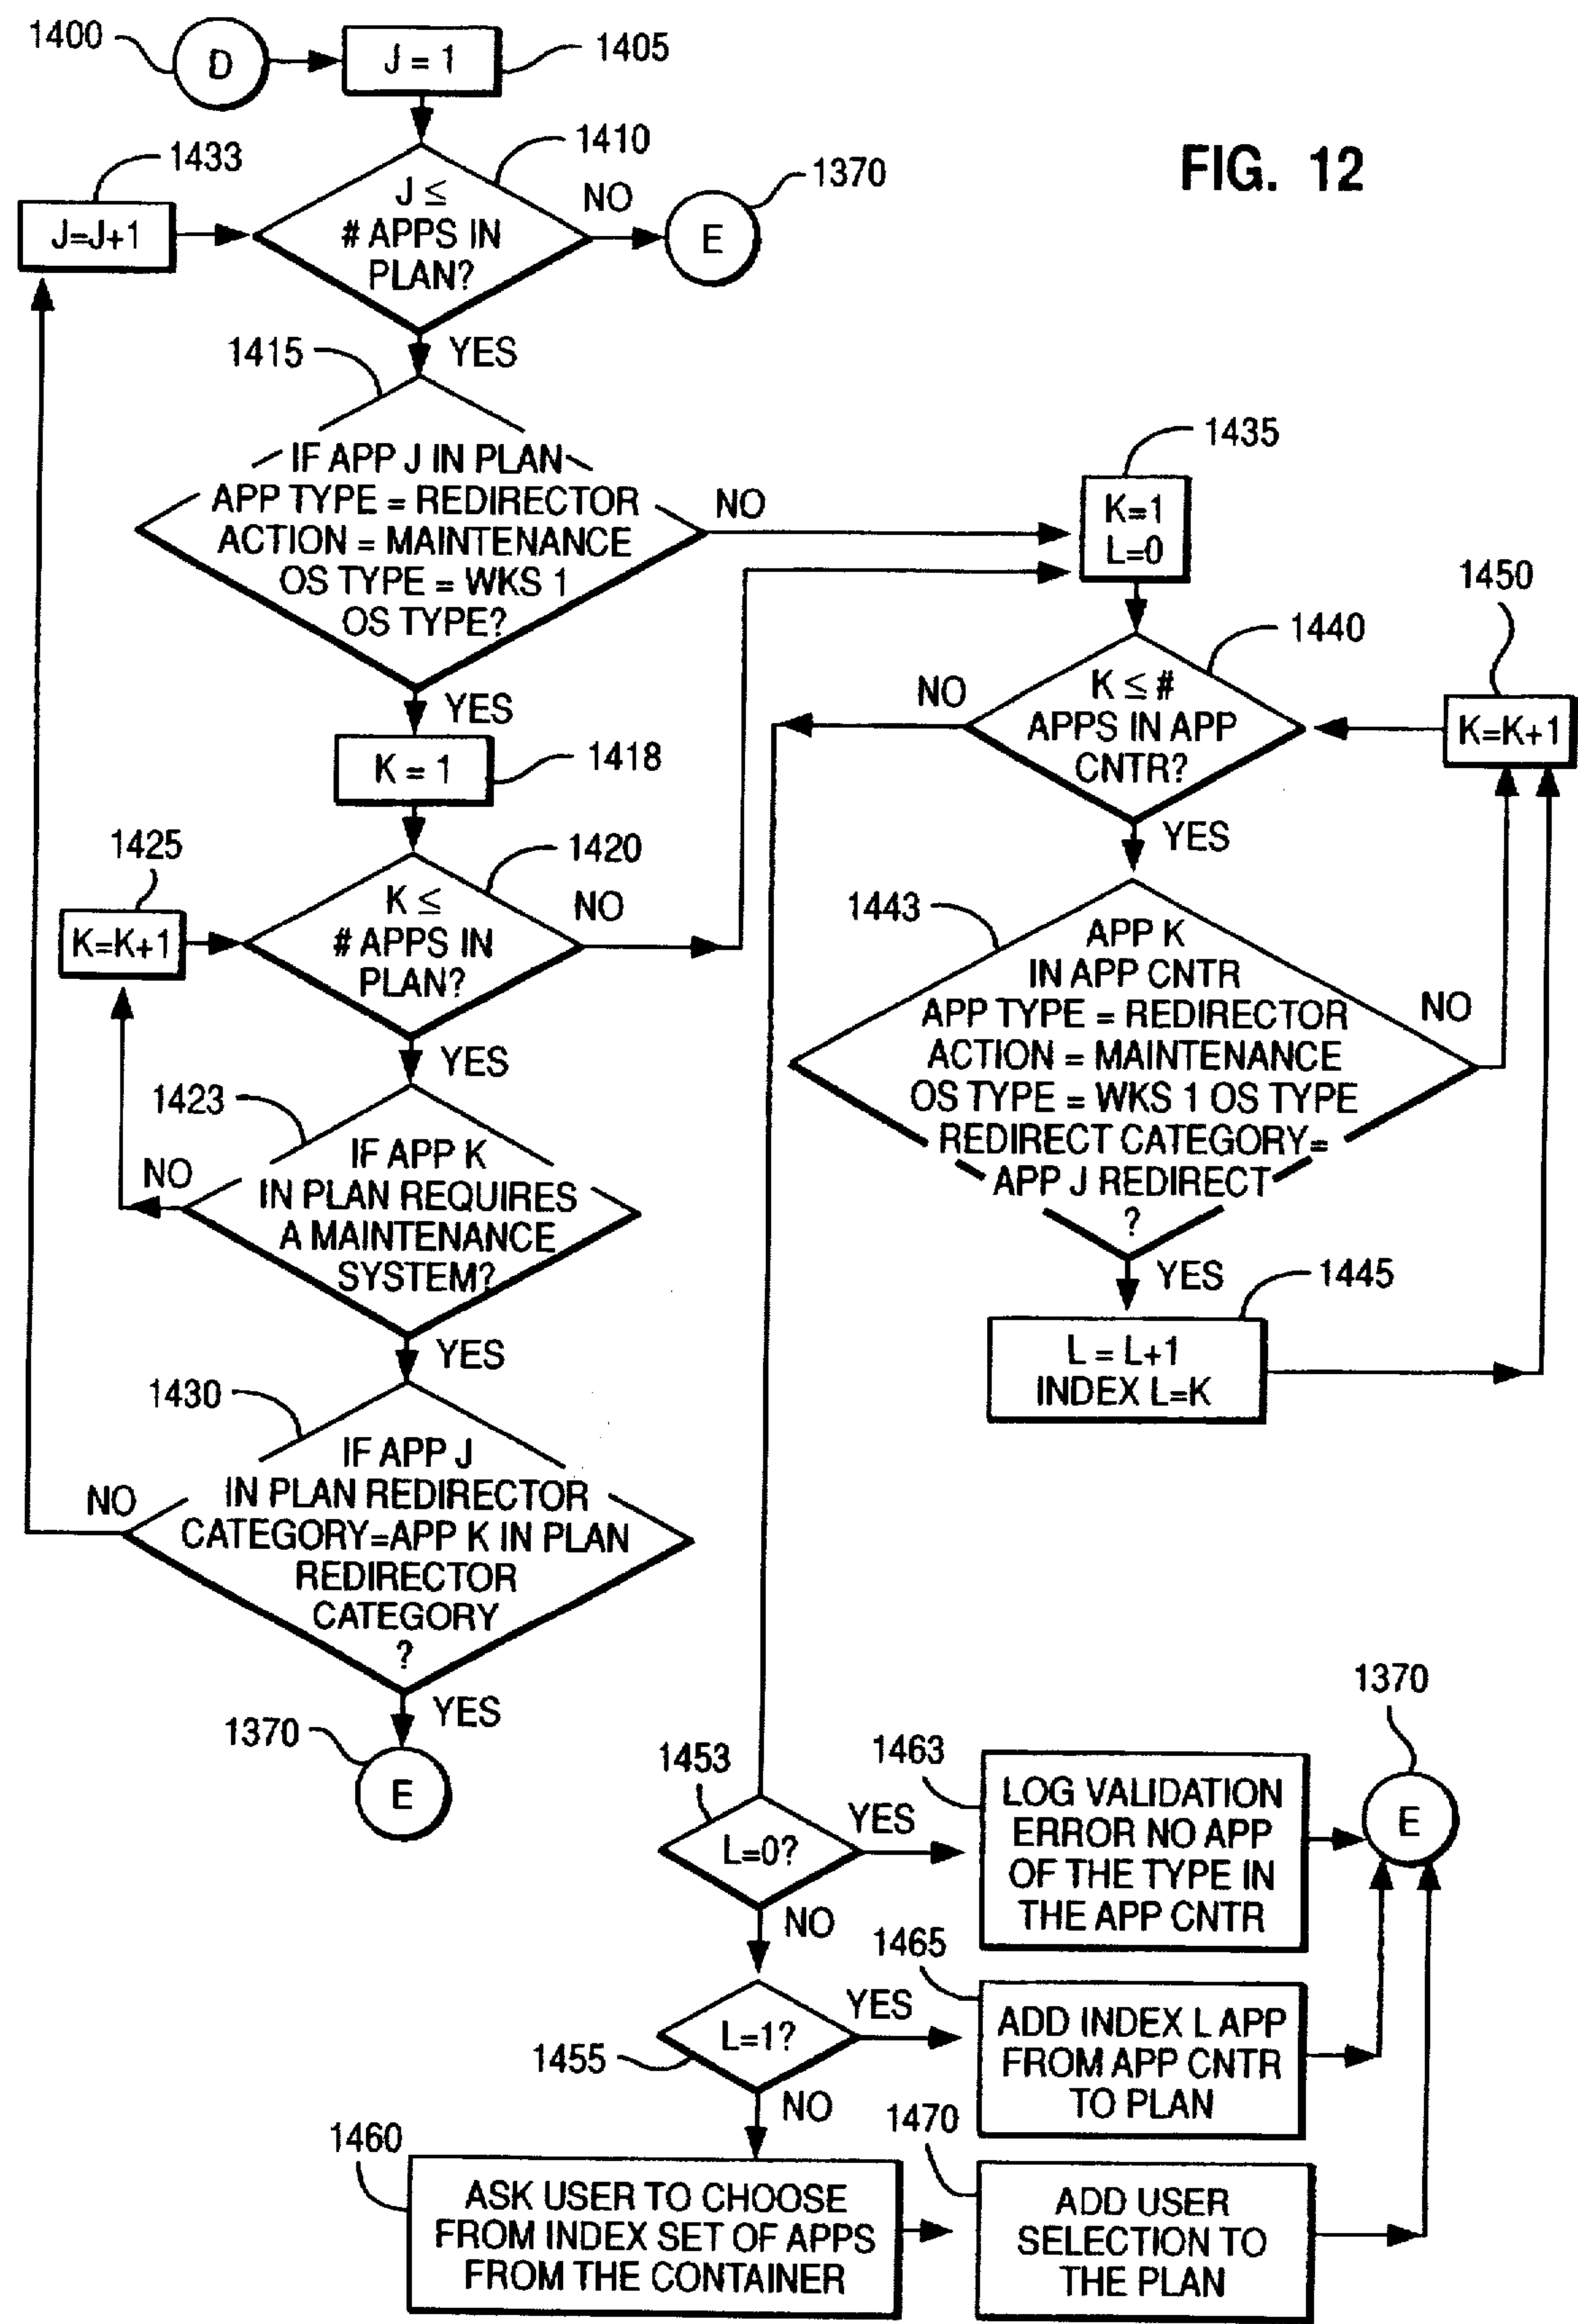 FIG. 12
1400
D
J = 1
1405
1433
J=J+1
1410
J ≤
# APPS IN
PLAN?
NO
E
1370
YES
1415
IF APP J IN PLAN
APP TYPE = REDIRECTOR
ACTION = MAINTENANCE
OS TYPE = WKS 1
OS TYPE?
NO
YES
K = 1
1418
1425
K=K+1
1420
K ≤
# APPS IN
PLAN?
NO
YES
1423
IF APP K
IN PLAN REQUIRES
A MAINTENANCE
SYSTEM?
NO
YES
1430
IF APP J
IN PLAN REDIRECTOR
CATEGORY=APP K IN PLAN
REDIRECTOR
CATEGORY
?
NO
YES
1370
E
1435
K=1
L=0
1440
K ≤ #
APPS IN APP
CNTR?
NO
YES
1450
K=K+1
1443
APP K
IN APP CNTR
APP TYPE = REDIRECTOR
ACTION = MAINTENANCE
OS TYPE = WKS 1 OS TYPE
REDIRECT CATEGORY=
APP J REDIRECT
?
NO
YES
1445
L = L+1
INDEX L=K
1453
L=0?
YES
NO
1463
LOG VALIDATION
ERROR NO APP
OF THE TYPE IN
THE APP CNTR
1370
E
1455
L=1?
YES
NO
1465
ADD INDEX L APP
FROM APP CNTR
TO PLAN
1460
ASK USER TO CHOOSE
FROM INDEX SET OF APPS
FROM THE CONTAINER
1470
ADD USER
SELECTION TO
THE PLAN